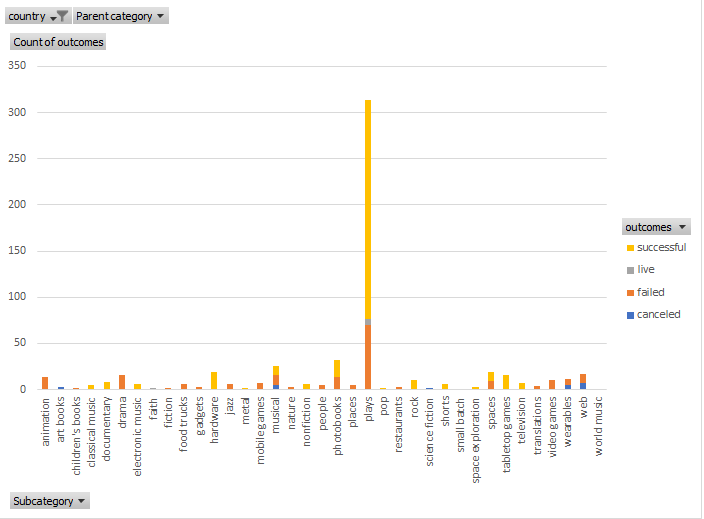 country Parent category
Count of outcomes
350
300
250
200
150
100
50
0
outcomes
successful
live
failed
canceled
animation
art books
children's books
classical music
documentary
drama
electronic music
faith
fiction
food trucks
gadgets
hardware
jazz
metal
mobile games
musical
nature
nonfiction
people
photobooks
places
plays
pop
restaurants
rock
science fiction
shorts
small batch
space exploration
spaces
tabletop games
television
translations
video games
wearables
web
world music
Subcategory